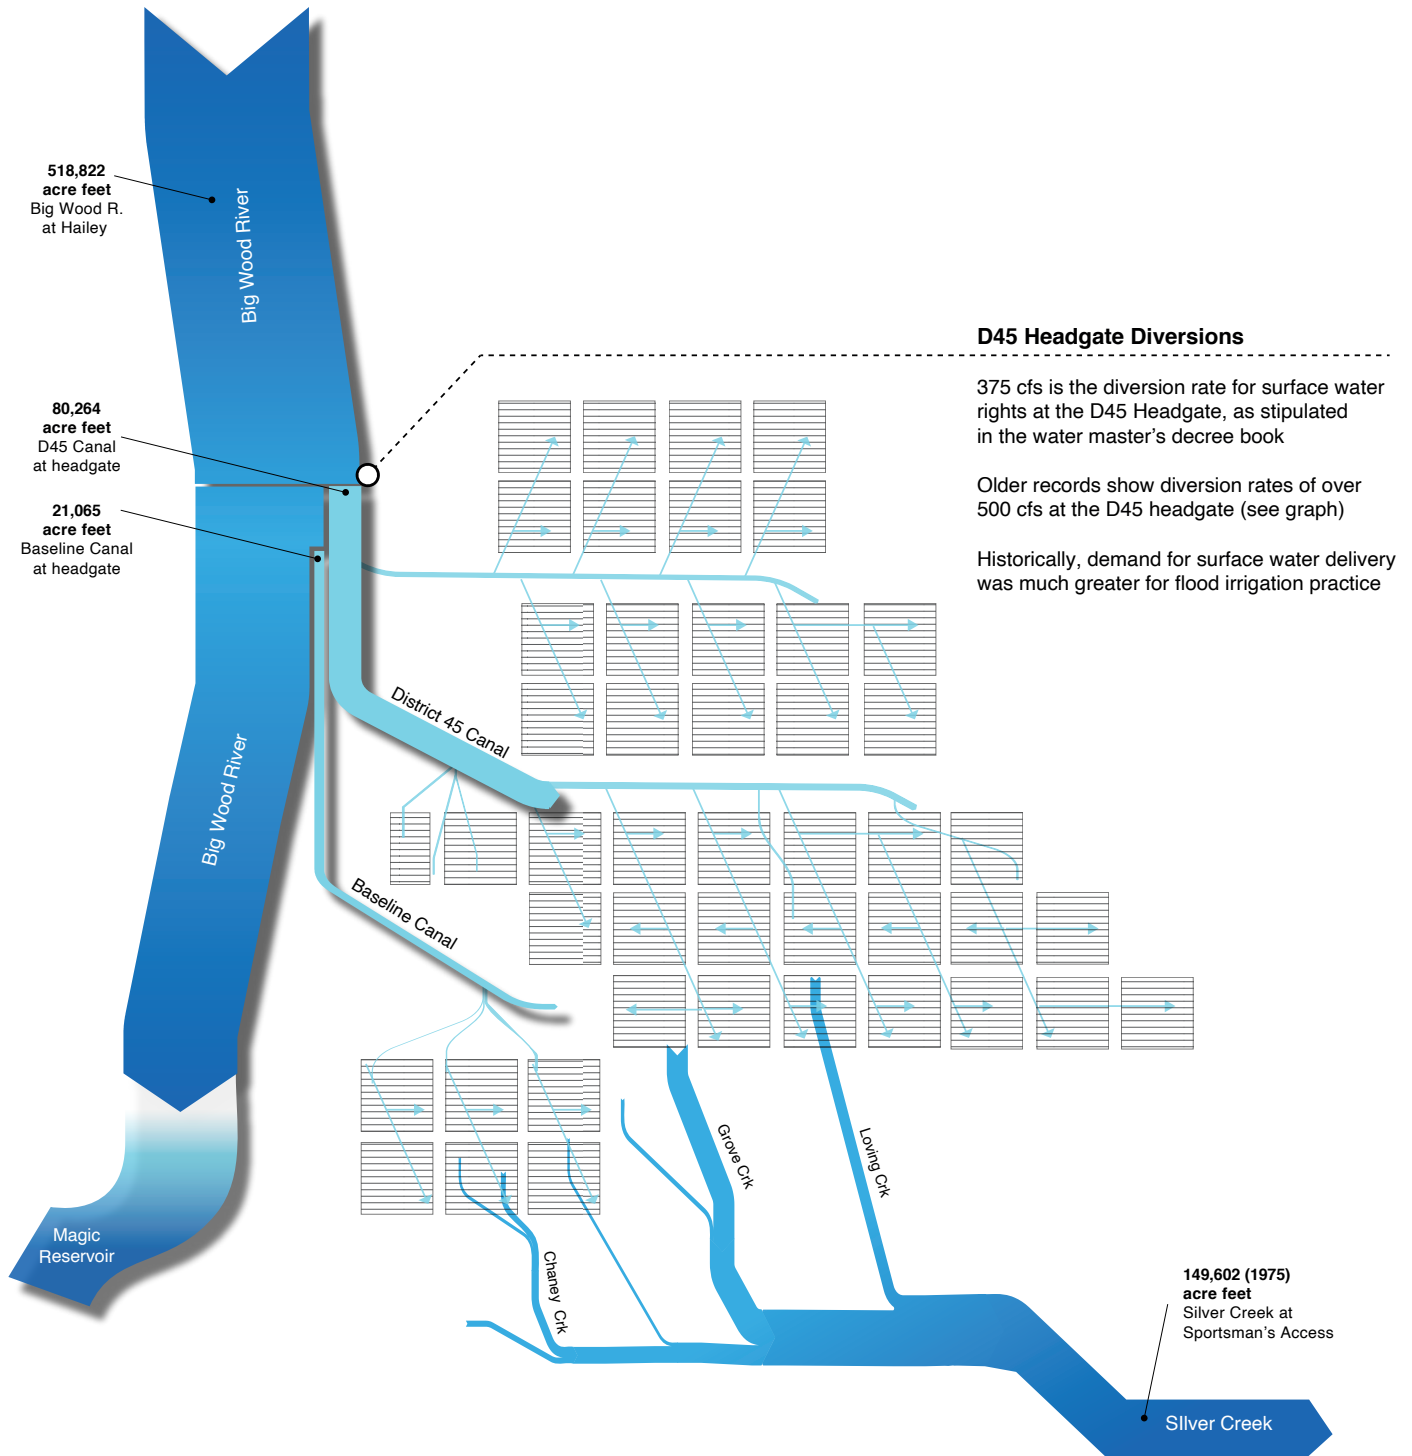 518,822
acre feet
Big Wood R.
at Hailey
Big Wood River
D45 Headgate Diversions
375 cfs is the diversion rate for surface water
rights at the D45 Headgate, as stipulated
in the water master's decree book
Older records show diversion rates of over
500 cfs at the D45 headgate (see graph)
Historically, demand for surface water delivery
was much greater for flood irrigation practice
80,264
acre feet
D45 Canal
at headgate
21,065
acre feet
Baseline Canal
at headgate
District 45 Canal
Big Wood River
Baseline Canal
Grove Crk
Loving Crk
Chaney Crk
Magic
Reservoir
149,602 (1975)
acre feet
Silver Creek at
Sportsman's Access
SIlver Creek